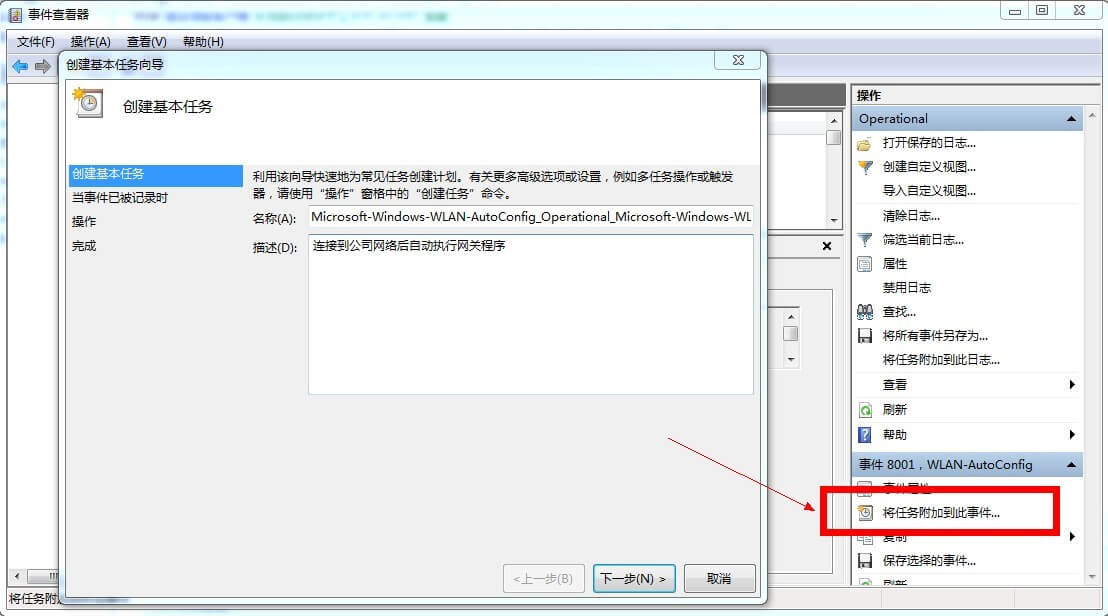 事件查看器
文件(F) 操作(A) 查看(V) 帮助(H)
创建基本任务向导
创建基本任务
创建基本任务
当事件已被记录时
操作
完成
利用该向导快速地为常见任务创建计划。有关更多高级选项或设置，例如多任务操作或触发
器，请使用“操作”窗格中的“创建任务”命令。
名称(A): Microsoft-Windows-WLAN-AutoConfig_Operational_Microsoft-Windows-WL
描述(D): 连接到公司网络后自动执行网关程序
<上一步(B) 下一步(N) > 取消
操作
Operational
打开保存的日志...
创建自定义视图...
导入自定义视图...
清除日志...
筛选当前日志...
属性
禁用日志
查找...
将所有事件另存为...
将任务附加到此日志...
查看
刷新
帮助
事件 8001，WLAN-AutoConfig
事件属性
将任务附加到此事件...
复制
保存选择的事件...
刷新
将任务附